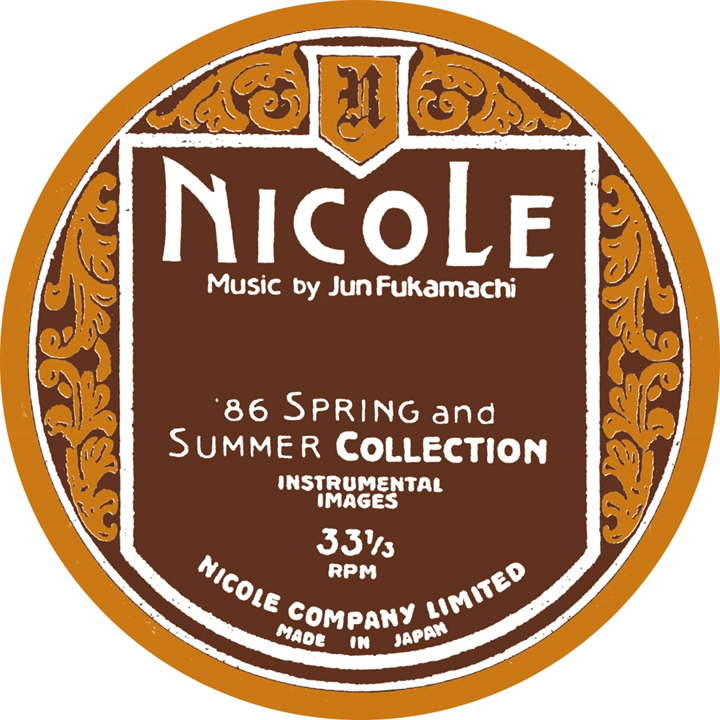 N
NICOLE
Music by Jun Fukamachi
'86 SPRING and
SUMMER COLLECTION
INSTRUMENTAL
IMAGES
33⅓
RPM
NICOLE COMPANY LIMITED
MADE IN JAPAN